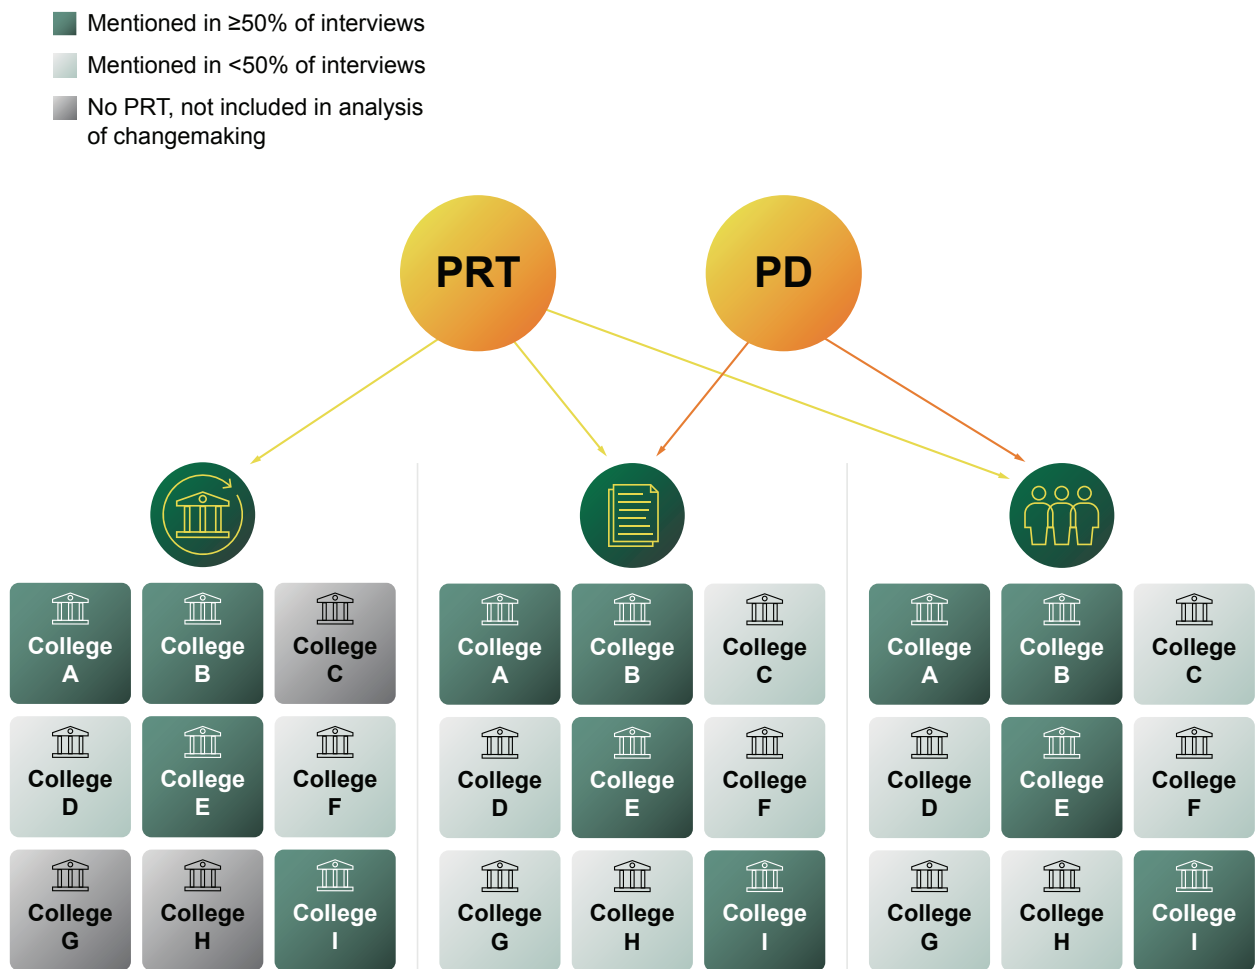 Mentioned in ≥50% of interviews
Mentioned in <50% of interviews
No PRT, not included in analysis
of changemaking
PRT
PD
College
A
College
B
College
C
College
D
College
E
College
F
College
G
College
H
College
I
College
A
College
B
College
C
College
D
College
E
College
F
College
G
College
H
College
I
College
A
College
B
College
C
College
D
College
E
College
F
College
G
College
H
College
I